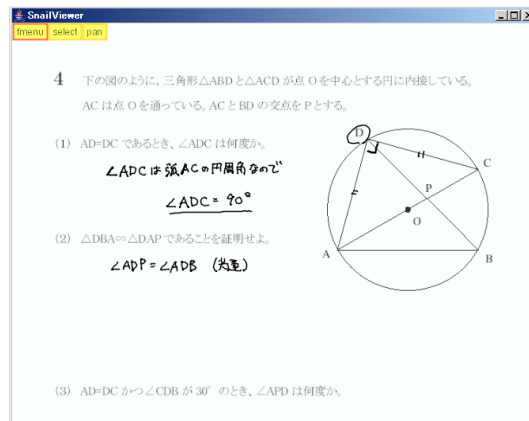 SnailViewer
fmenu select pan
4 下の図のように、三角形△ABDと△ACDが点Oを中心とする円に内接している。
ACは点Oを通っている。ACとBDの交点をPとする。
(1) AD=DCであるとき、∠ADCは何度か。
∠ADCは弧ACの円周角なので
∠ADC = 90°
(2) △DBA∽△DAPであることを証明せよ。
∠ADP=∠ADB (共通)
D
C
P
O
A
B
(3) AD=DCかつ∠CDBが30°のとき、∠APDは何度か。